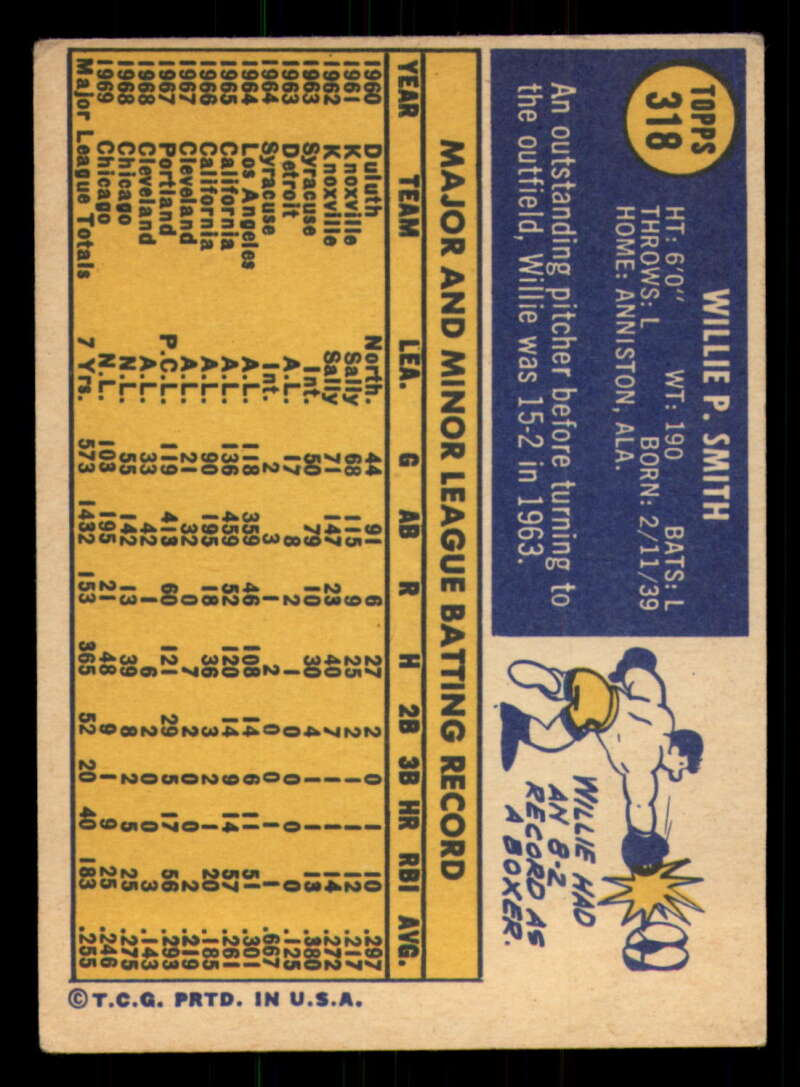 TOPPS
318
WILLIE P. SMITH
HT: 6'0" WT: 190 BATS: L
THROWS: L BORN: 2/11/39
HOME: ANNISTON, ALA.
An outstanding pitcher before turning to
the outfield, Willie was 15-2 in 1963.
WILLIE HAD
AN 8-2
RECORD AS
A BOXER.
MAJOR AND MINOR LEAGUE BATTING RECORD
YEAR TEAM LEA. G AB R H 2B 3B HR RBI AVG.
1960 Duluth North. 44 91 6 27 2 0 1 10 .297
1961 Knoxville Sally 68 115 9 25 2 1 1 12 .217
1962 Knoxville Sally 71 147 23 40 7 1 1 14 .272
1963 Syracuse Int. 50 79 10 30 4 1 1 13 .380
1963 Detroit A.L. 17 8 2 1 0 0 0 0 .125
1964 Syracuse Int. 2 3 1 2 0 0 0 1 .667
1964 Los Angeles A.L. 118 359 46 108 14 6 11 51 .301
1965 California A.L. 136 459 52 120 14 9 14 57 .261
1966 California A.L. 90 195 18 36 3 2 1 20 .185
1967 Cleveland A.L. 21 32 0 7 2 0 0 2 .219
1967 Portland P.C.L. 119 413 60 121 29 5 17 56 .293
1968 Cleveland A.L. 33 42 1 6 2 0 0 3 .143
1968 Chicago N.L. 55 142 13 39 8 2 5 25 .275
1969 Chicago N.L. 103 195 21 48 9 1 9 25 .246
Major League Totals 7 Yrs. 573 1432 153 365 52 20 40 183 .255
© T.C.G. PRTD. IN U.S.A.